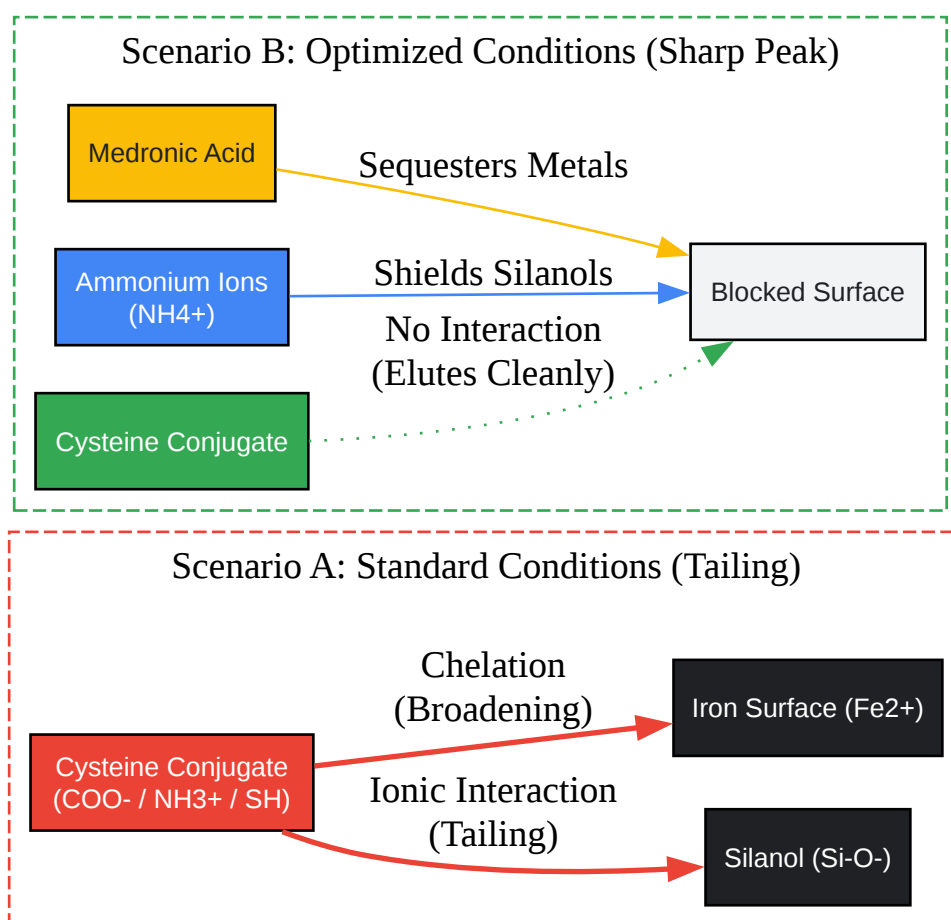 Scenario B: Optimized Conditions (Sharp Peak)
Medronic Acid
Sequesters Metals
Ammonium Ions
(NH4+)
Shields Silanols
Blocked Surface
No Interaction
(Elutes Cleanly)
Cysteine Conjugate
Scenario A: Standard Conditions (Tailing)
Chelation
(Broadening)
Iron Surface (Fe2+)
Cysteine Conjugate
(COO- / NH3+ / SH)
Ionic Interaction
(Tailing)
Silanol (Si-O-)